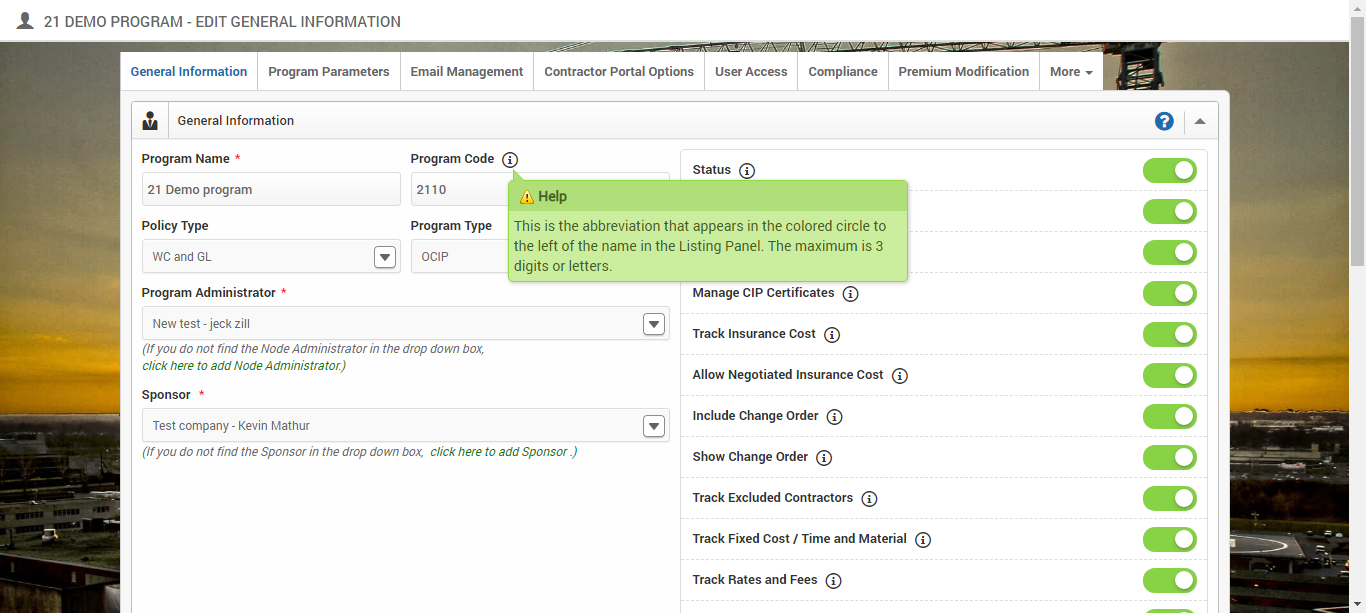 21 DEMO PROGRAM - EDIT GENERAL INFORMATION
General Information
Program Parameters
Email Management
Contractor Portal Options
User Access
Compliance
Premium Modification
More
General Information
?
Program Name *
Program Code i
21 Demo program
2110
Help
This is the abbreviation that appears in the colored circle to
the left of the name in the Listing Panel. The maximum is 3
digits or letters.
Policy Type
Program Type
WC and GL
OCIP
Program Administrator *
New test - jeck zill
(If you do not find the Node Administrator in the drop down box,
click here to add Node Administrator.)
Sponsor *
Test company - Kevin Mathur
(If you do not find the Sponsor in the drop down box, click here to add Sponsor .)
Status i
Manage CIP Certificates i
Track Insurance Cost i
Allow Negotiated Insurance Cost i
Include Change Order i
Show Change Order i
Track Excluded Contractors i
Track Fixed Cost / Time and Material i
Track Rates and Fees i